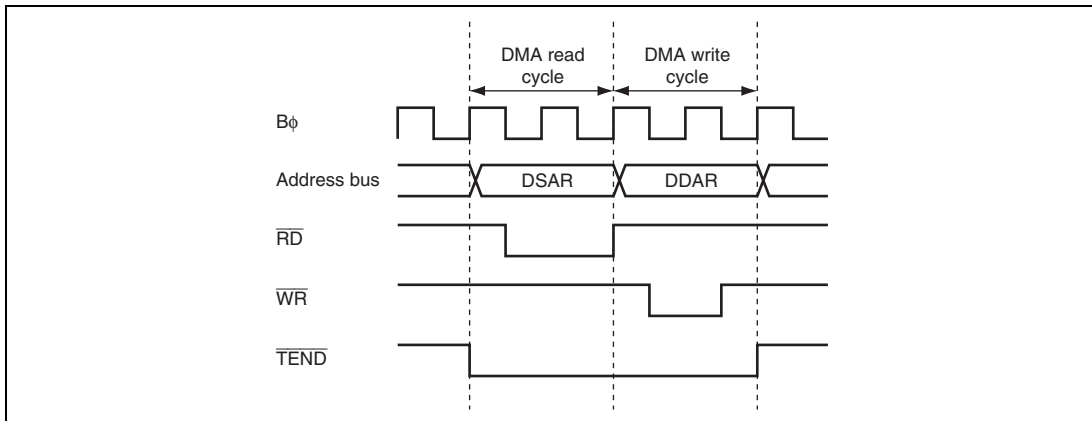 DMA read cycle
DMA write cycle
Bϕ
Address bus
DSAR
DDAR
RD
WR
TEND